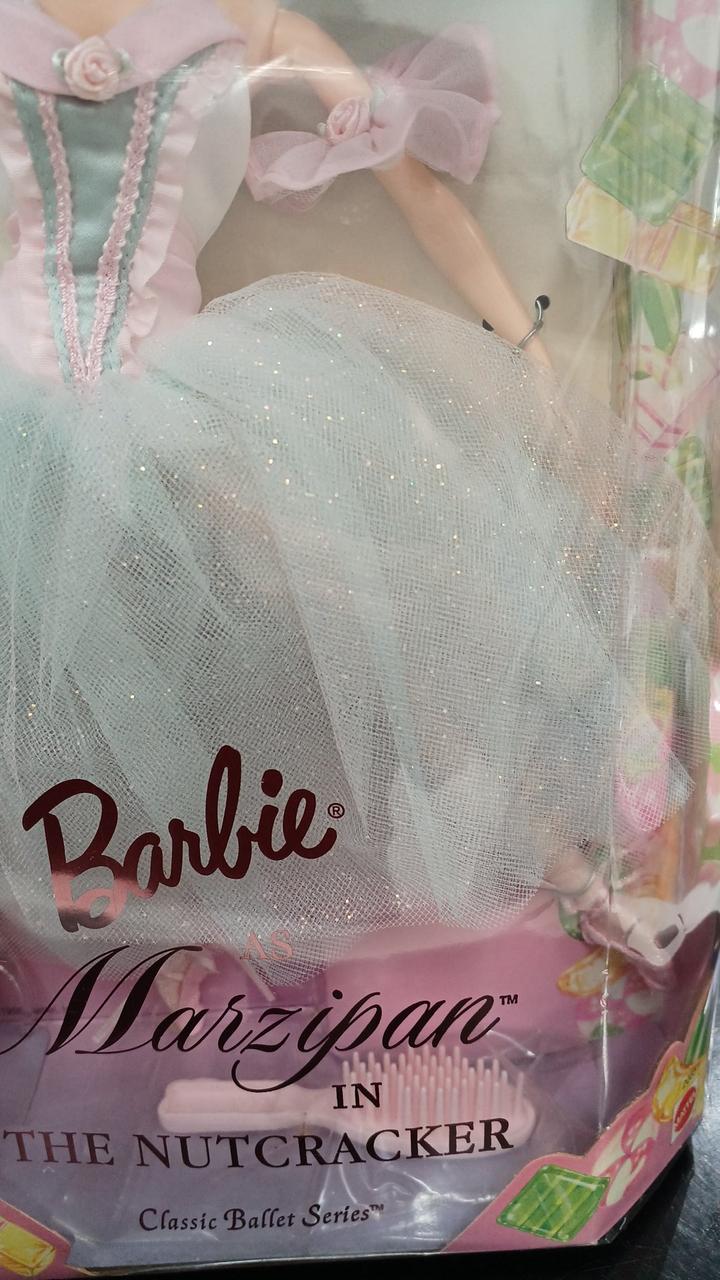 Barbie®
AS
Marzipan™
IN
THE NUTCRACKER
Classic Ballet Series™